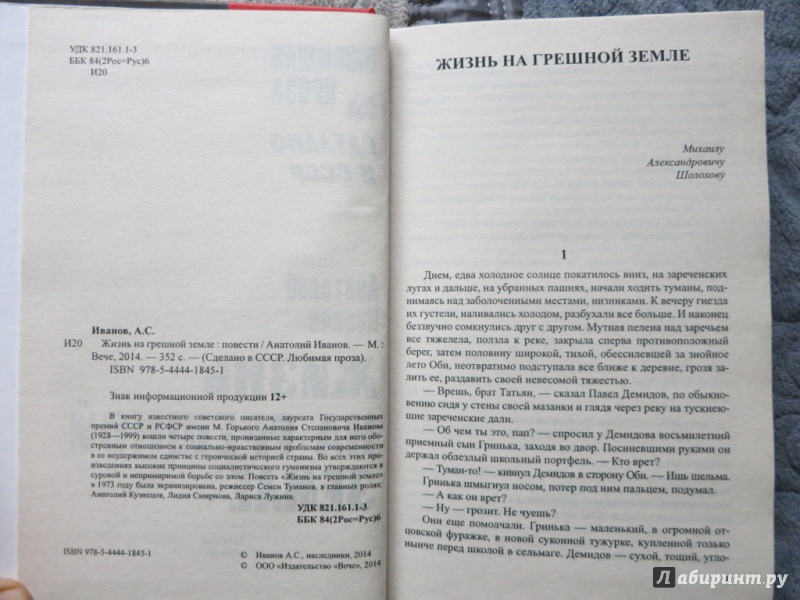 УДК 821.161.1-3
ББК 84(2Рос=Рус)6
И20
Иванов, А.С.
И20 Жизнь на грешной земле : повести / Анатолий Иванов. — М. :
Вече, 2014. — 352 с. — (Сделано в СССР. Любимая проза).
ISBN 978-5-4444-1845-1
Знак информационной продукции 12+
В книгу известного советского писателя, лауреата Государственных
премий СССР и РСФСР имени М. Горького Анатолия Степановича Иванова
(1928—1999) вошли четыре повести, пронизанные характерным для него обо-
стренным отношением к социально-нравственным проблемам современности
в ее неудержимом единстве с героической историей страны. Во всех этих про-
изведениях высокие принципы социалистического гуманизма утверждаются в
суровой и непримиримой борьбе со злом. Повесть «Жизнь на грешной земле»
в 1973 году была экранизирована, режиссер Семен Туманов, в главных ролях:
Анатолий Кузнецов, Лидия Смирнова, Лариса Лужина.
УДК 821.161.1-3
ББК 84(2Рос=Рус)6
ISBN 978-5-4444-1845-1
© Иванов А.С., наследники, 2014
© ООО «Издательство «Вече», 2014
ЖИЗНЬ НА ГРЕШНОЙ ЗЕМЛЕ
Михаилу
Александровичу
Шолохову
1
Днем, едва холодное солнце покатилось вниз, на зареченских
лугах и дальше, на убранных пашнях, начали ходить туманы, под-
нимаясь над заболоченными местами, низинками. К вечеру гнезда
их густели, наливались холодом, разбухали все больше. И наконец
беззвучно сомкнулись друг с другом. Мутная пелена над заречьем
все тяжелела, ползла к реке, закрыла сперва противоположный
берег, затем половину широкой, тихой, обессилевшей за знойное
лето Оби, неотвратимо подступала все ближе к деревне, грозя за-
лить ее, раздавить своей невесомой тяжестью.
— Врешь, брат Татьян, — сказал Павел Демидов, по обыкно-
вению сидя у стены своей мазанки и глядя через реку на тускнею-
щие зареченские дали.
— Об чем ты это, пап? — спросил у Демидова восьмилетний
приемный сын Гринька, заходя во двор. Посиневшими руками он
держал облезлый школьный портфель. — Кто врет?
— Туман-то! — кивнул Демидов в сторону Оби. — Ишь шельма.
Гринька шмыгнул носом, потер под ним пальцем, подумал.
— А как он врет?
— Ну — грозит. Не чуешь?
Они еще помолчали. Гринька — маленький, в огромной от-
цовской фуражке, в новой суконной тужурке, купленной только
нынче перед школой в сельмаге. Демидов — сухой, тощий, угло-
Лабиринт.ру